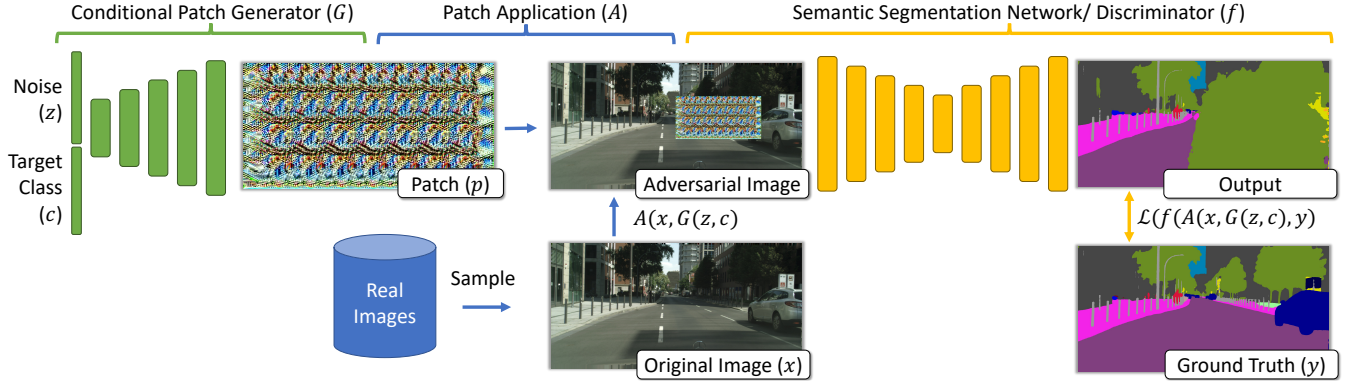 Conditional Patch Generator (G)
Patch Application (A)
Semantic Segmentation Network/ Discriminator (f)
Noise
(z)
Target
Class
(c)
Patch (p)
Adversarial Image
Output
A(x, G(z, c)
ℒ(f(A(x, G(z, c), y)
Real
Images
Sample
Original Image (x)
Ground Truth (y)